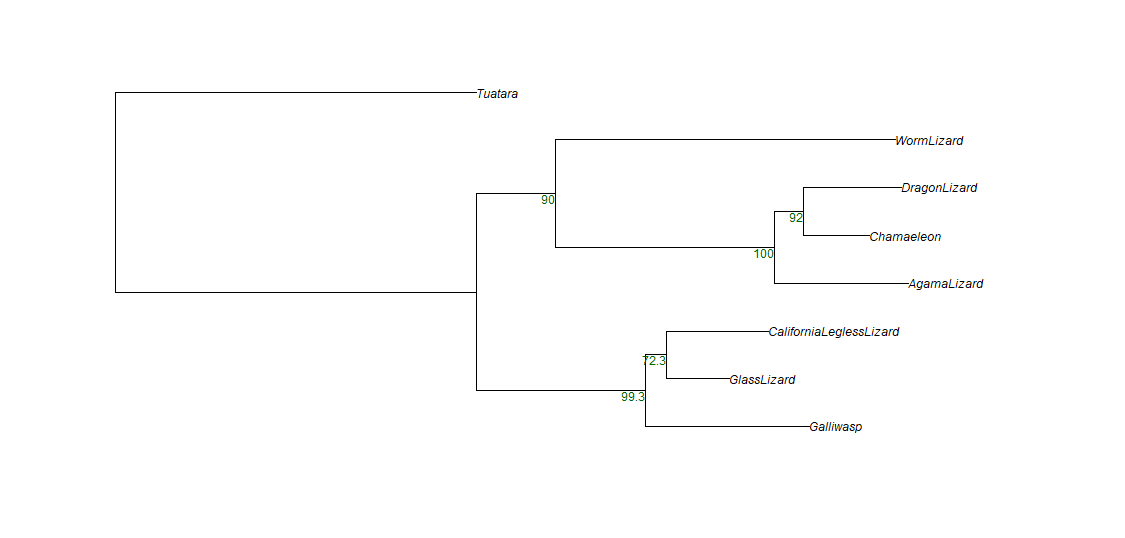 Tuatara
WormLizard
DragonLizard
90
92
Chamaeleon
100
AgamaLizard
CaliforniaLeglessLizard
72.3
GlassLizard
99.3
Galliwasp